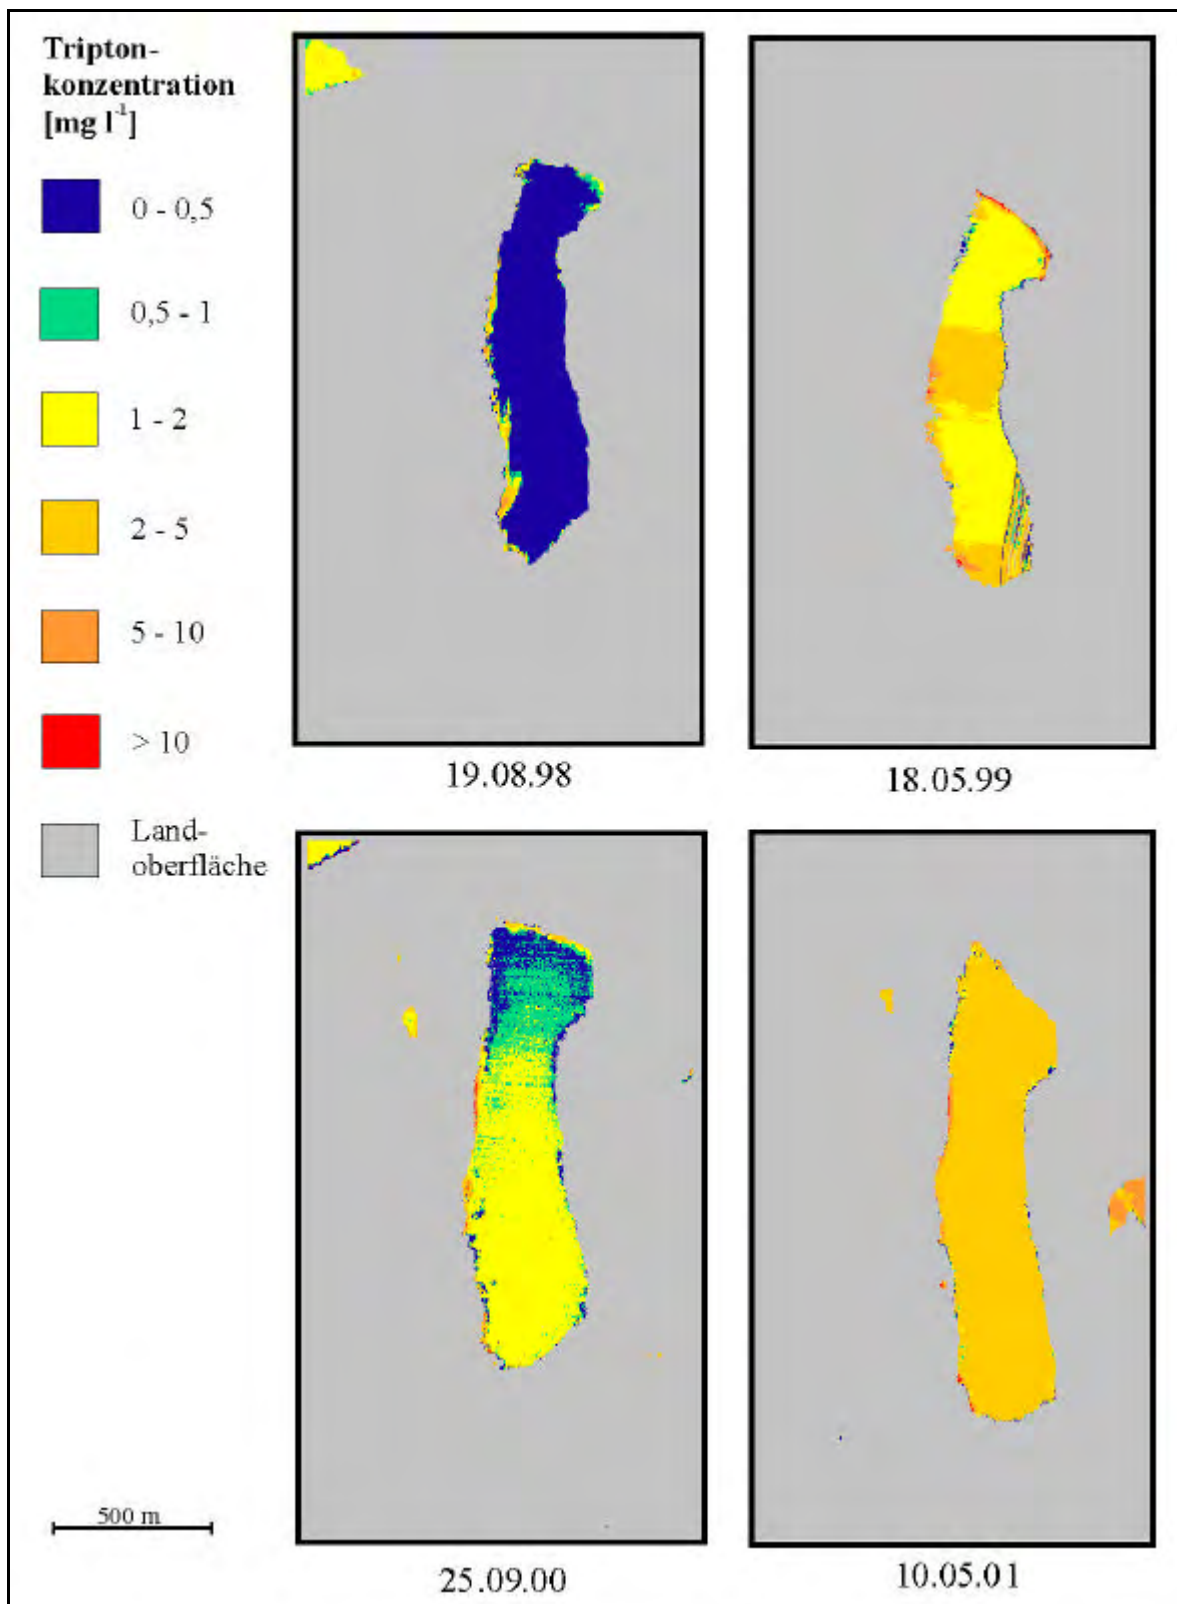 Tripton-
konzentration
[mg l⁻¹]
0 - 0,5
0,5 - 1
1 - 2
2 - 5
5 - 10
> 10
Land-
oberfläche
500 m
19.08.98
18.05.99
25.09.00
10.05.01